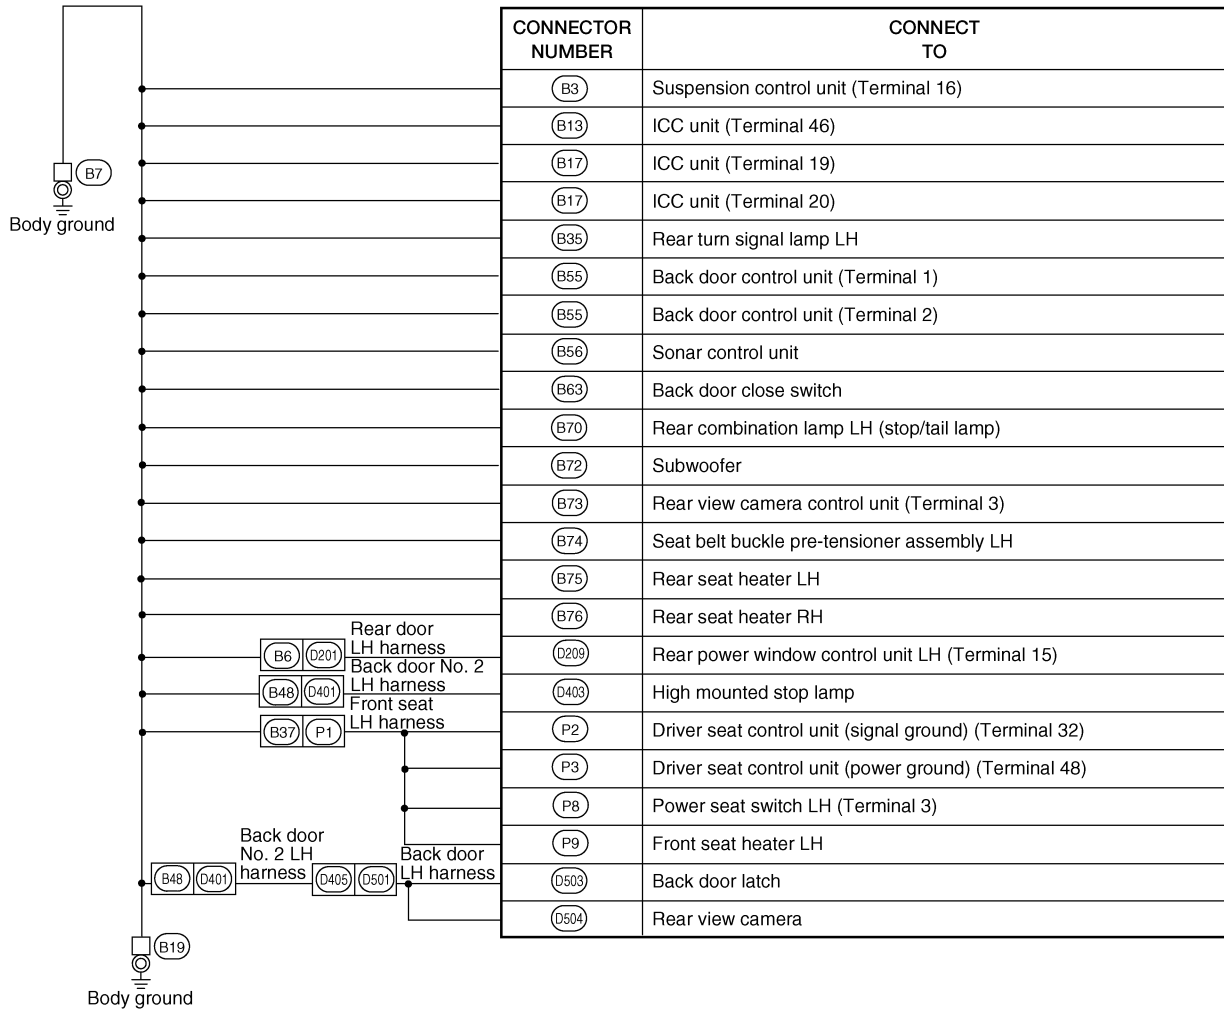 CONNECTOR NUMBER CONNECT TO
B3 Suspension control unit (Terminal 16)
B13 ICC unit (Terminal 46)
B17 ICC unit (Terminal 19)
B7
B17 ICC unit (Terminal 20)
Body ground
B35 Rear turn signal lamp LH
B55 Back door control unit (Terminal 1)
B55 Back door control unit (Terminal 2)
B56 Sonar control unit
B63 Back door close switch
B70 Rear combination lamp LH (stop/tail lamp)
B72 Subwoofer
B73 Rear view camera control unit (Terminal 3)
B74 Seat belt buckle pre-tensioner assembly LH
B75 Rear seat heater LH
B76 Rear seat heater RH
Rear door
LH harness
B6 D201 D209 Rear power window control unit LH (Terminal 15)
Back door No. 2
LH harness
B48 D401 D403 High mounted stop lamp
Front seat
LH harness
B37 P1 P2 Driver seat control unit (signal ground) (Terminal 32)
P3 Driver seat control unit (power ground) (Terminal 48)
P8 Power seat switch LH (Terminal 3)
P9 Front seat heater LH
Back door
No. 2 LH
harness
Back door
LH harness
B48 D401 D405 D501 D503 Back door latch
D504 Rear view camera
B19
Body ground